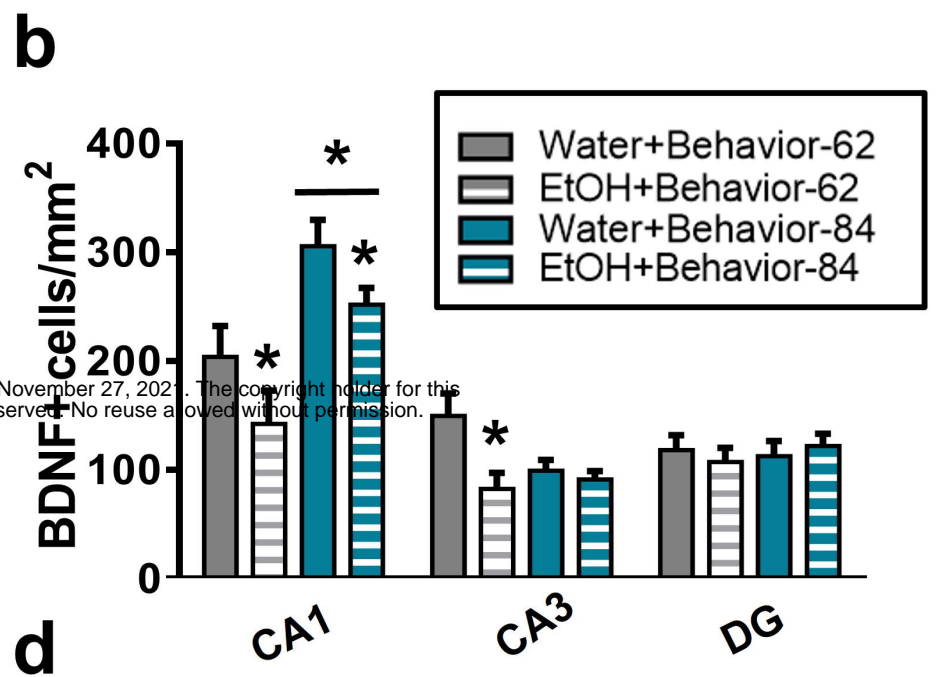 b
400
300
200
100
0
BDNF+ cells/mm²
*
*
*
*
Water+Behavior-62
EtOH+Behavior-62
Water+Behavior-84
EtOH+Behavior-84
November 27, 2021. The copyright holder for this
served. No reuse allowed without permission.
CA1
CA3
DG
d